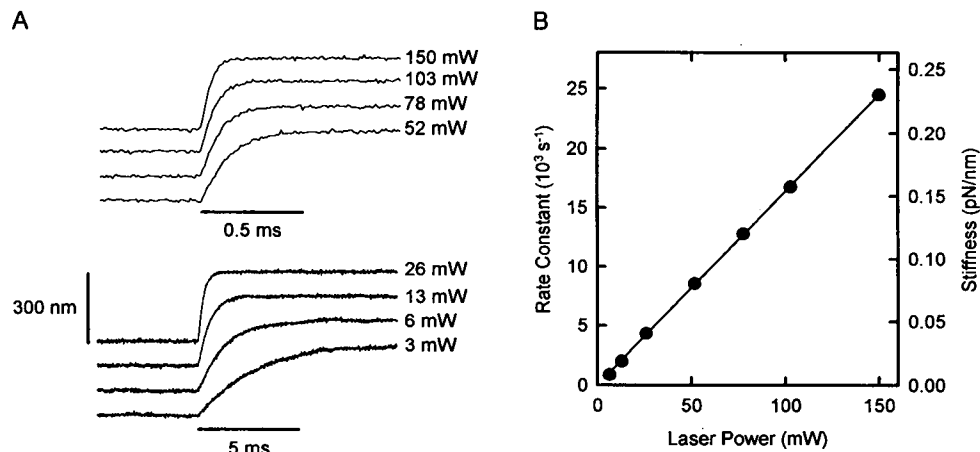 A
150 mW
103 mW
78 mW
52 mW
0.5 ms
300 nm
26 mW
13 mW
6 mW
3 mW
5 ms
B
Rate Constant (10³ s⁻¹)
25
20
15
10
5
0
0.25
0.20
0.15
0.10
0.05
0.00
Stiffness (pN/nm)
0
50
100
150
Laser Power (mW)